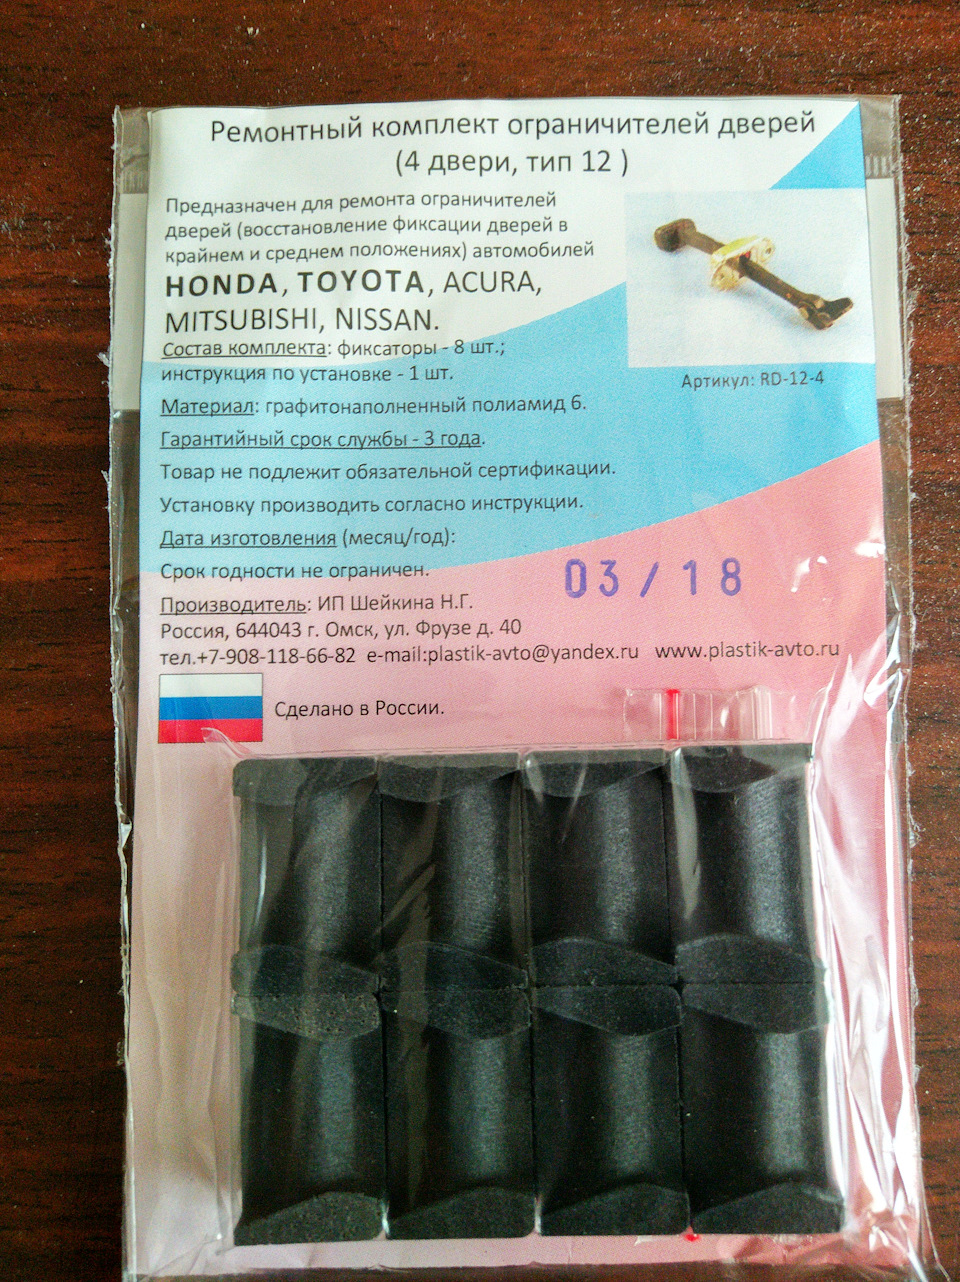 Ремонтный комплект ограничителей дверей
(4 двери, тип 12 )
Предназначен для ремонта ограничителей
дверей (восстановление фиксации дверей в
крайнем и среднем положениях) автомобилей
HONDA, TOYOTA, ACURA,
MITSUBISHI, NISSAN.
Состав комплекта: фиксаторы - 8 шт.;
инструкция по установке - 1 шт.
Артикул: RD-12-4
Материал: графитонаполненный полиамид 6.
Гарантийный срок службы - 3 года.
Товар не подлежит обязательной сертификации.
Установку производить согласно инструкции.
Дата изготовления (месяц/год):
03/18
Срок годности не ограничен.
Производитель: ИП Шейкина Н.Г.
Россия, 644043 г. Омск, ул. Фрузе д. 40
тел.+7-908-118-66-82 e-mail:plastik-avto@yandex.ru www.plastik-avto.ru
Сделано в России.